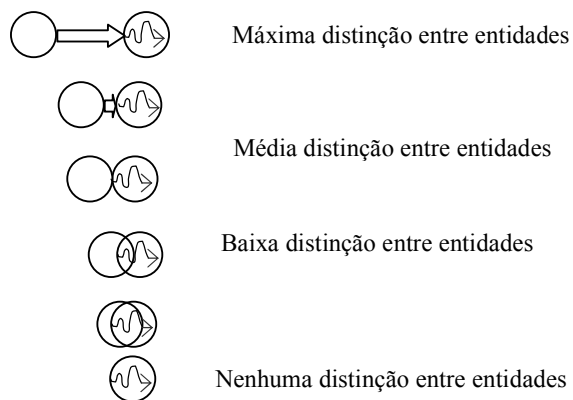 Máxima distinção entre entidades
Média distinção entre entidades
Baixa distinção entre entidades
Nenhuma distinção entre entidades